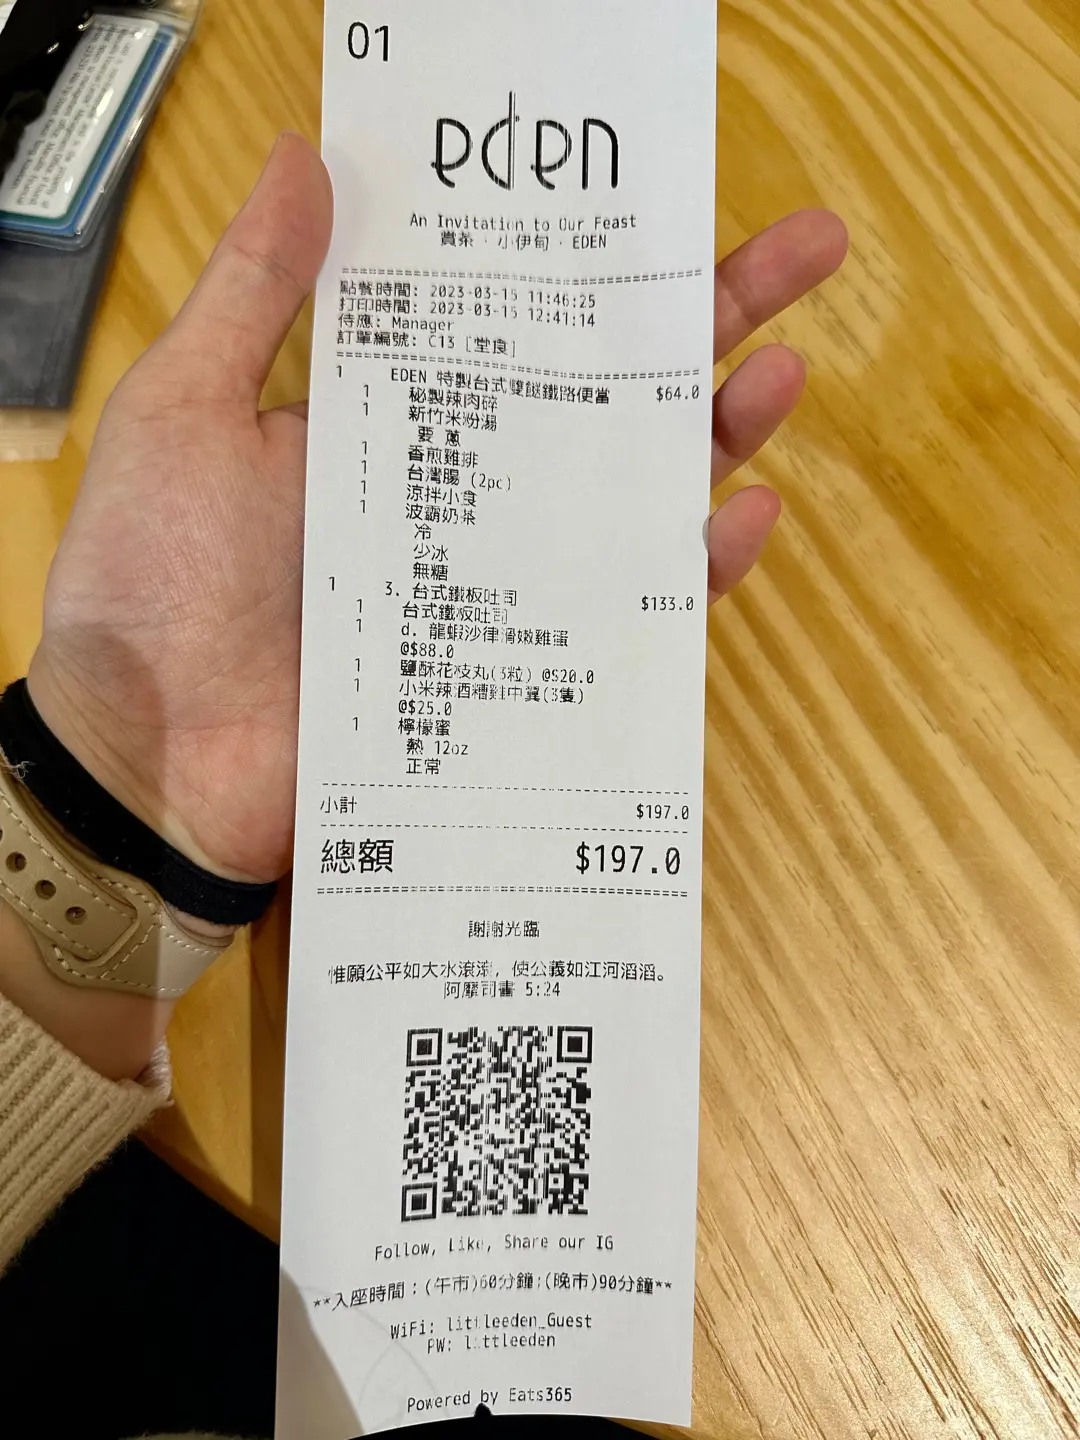 01
eden
An Invitation to Our Feast
賞茶 · 小伊甸 · EDEN
點餐時間: 2023-03-15 11:46:25
打印時間: 2023-03-15 12:41:14
侍應: Manager
訂單編號: C13 [堂食]
1 EDEN 特製台式雙餸鐵路便當 $64.0
1 秘製辣肉碎
1 新竹米粉湯
要 蔥
1 香煎雞排
1 台灣腸 (2pc)
1 涼拌小食
1 波霸奶茶
冷
少冰
無糖
1 3. 台式鐵板吐司 $133.0
1 台式鐵板吐司
1 d. 龍蝦沙律滑嫩雞蛋
@$88.0
1 鹽酥花枝丸(3粒) @$20.0
1 小米辣酒糟雞中翼(3隻)
@$25.0
1 檸檬蜜
熱 12oz
正常
小計 $197.0
總額 $197.0
謝謝光臨
惟願公平如大水滾滾, 使公義如江河滔滔。
阿摩司書 5:24
Follow, Like, Share our IG
**入座時間:(午市)60分鐘;(晚市)90分鐘**
WiFi: littleeden_Guest
PW: littleeden
Powered by Eats365